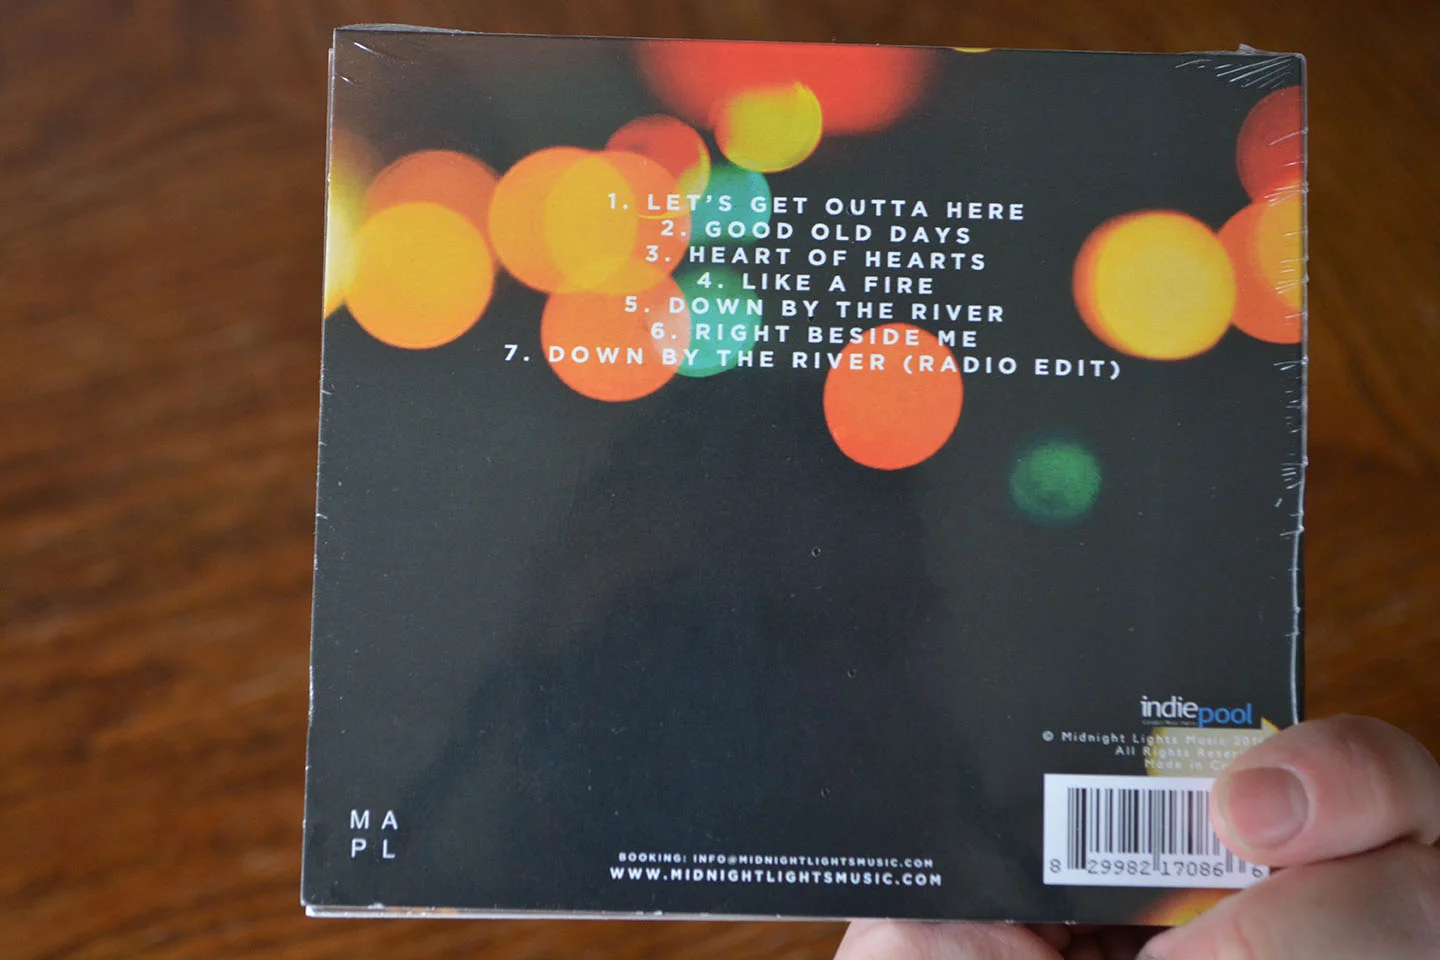 1. LET'S GET OUTTA HERE
2. GOOD OLD DAYS
3. HEART OF HEARTS
4. LIKE A FIRE
5. DOWN BY THE RIVER
6. RIGHT BESIDE ME
7. DOWN BY THE RIVER (RADIO EDIT)
indiepool
© Midnight Lights Music
All Rights
Made in
8 29982 17086 6
M A
P L
BOOKING: INFO@MIDNIGHTLIGHTSMUSIC.COM
WWW.MIDNIGHTLIGHTSMUSIC.COM